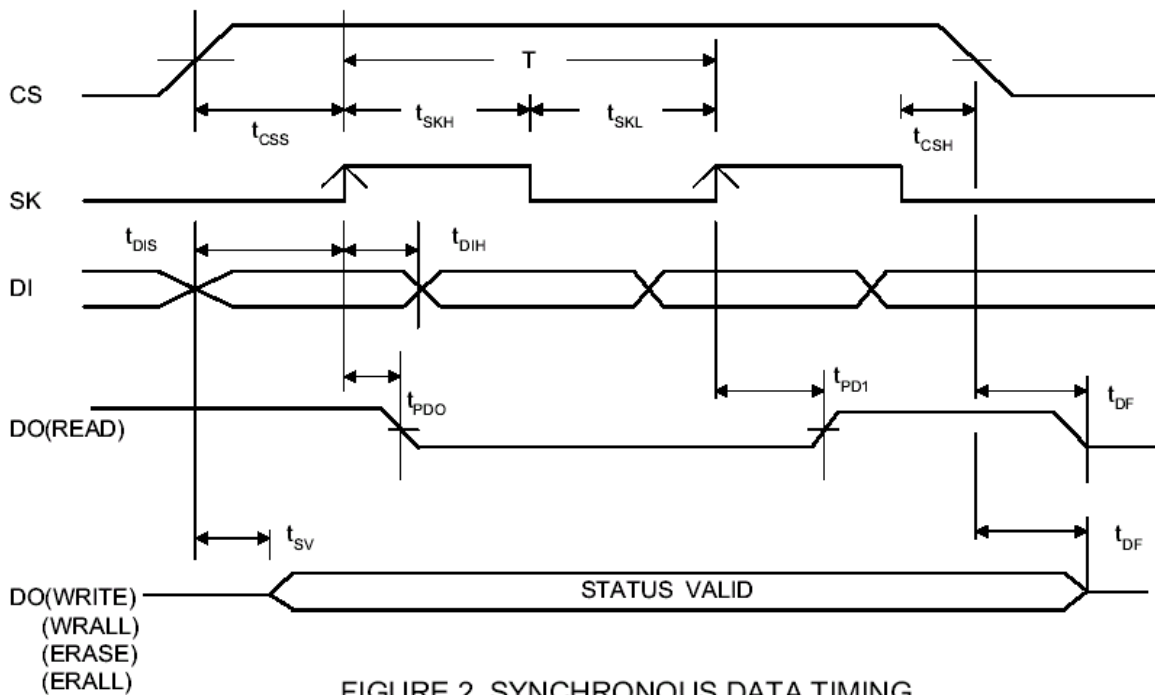 T
CS
tCSS
tSKH
tSKL
tCSH
SK
tDIS
tDIH
DI
tPDO
tPD1
tDF
DO(READ)
tSV
tDF
DO(WRITE)
STATUS VALID
(WRALL)
(ERASE)
(ERALL)
FIGURE 2. SYNCHRONOUS DATA TIMING